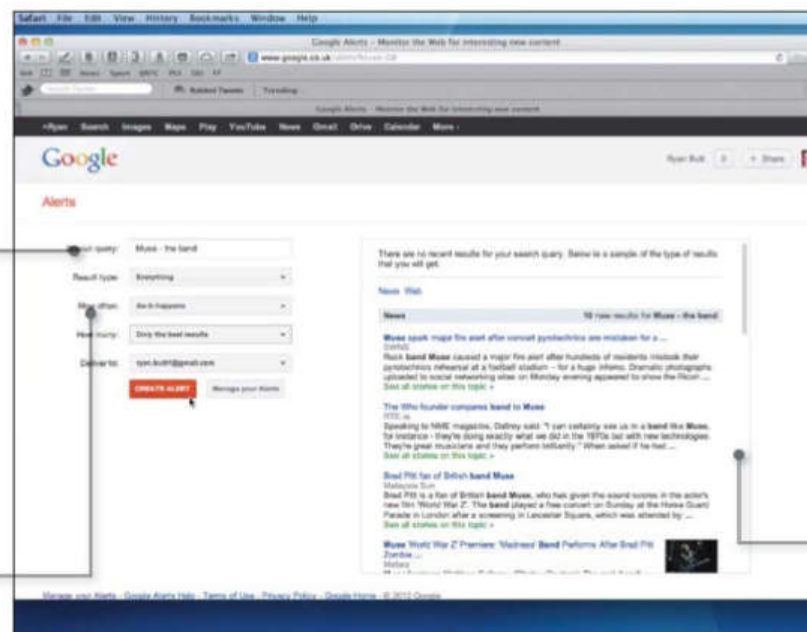 Safari File Edit View History Bookmarks Window Help
Google Alerts – Monitor the Web for interesting new content
www.google.co.uk
News Sport
Related Tweets Trending
Google Alerts – Monitor the Web for interesting new content
+Ryan Search Images Maps Play YouTube News Gmail Drive Calendar More
Google
Ryan Butt 0 + Share
Alerts
query: Muse - the band
Result type: Everything
often: As-it-happens
How many: Only the best results
Deliver to:
CREATE ALERT Manage your Alerts
There are no recent results for your search query. Below is a sample of the type of results
that you will get.
News Web
News 10 new results for Muse - the band
Muse spark major fire alert after concert pyrotechnics are mistaken for a ...
SWNS
Rock band Muse caused a major fire alert after hundreds of residents mistook their
pyrotechnics rehearsal at a football stadium – for a huge inferno. Dramatic photographs
uploaded to social networking sites on Monday evening appeared to show the Ricoh ...
See all stories on this topic »
The Who founder compares band to Muse
RTE.ie
Speaking to NME magazine, Daltrey said: "I can certainly see us in a band like Muse,
for instance - they're doing exactly what we did in the 1970s but with new technologies.
They're great musicians and they perform brilliantly." When asked if he had ...
See all stories on this topic »
Brad Pitt fan of British band Muse
Malaysia Sun
Brad Pitt is a fan of British band Muse, who has given the sound scores in the actor's
new film 'World War Z'. The band played a free concert on Sunday at the Horse Guard
Parade in London after a screening in Leicester Square, which was attended by ...
See all stories on this topic »
Muse 'World War Z' Premiere: 'Madness' Band Performs After Brad Pitt
Zombie ...
Manage your Alerts - Google Alerts Help - Terms of Use - Privacy Policy - Google Home - © 2012 Google